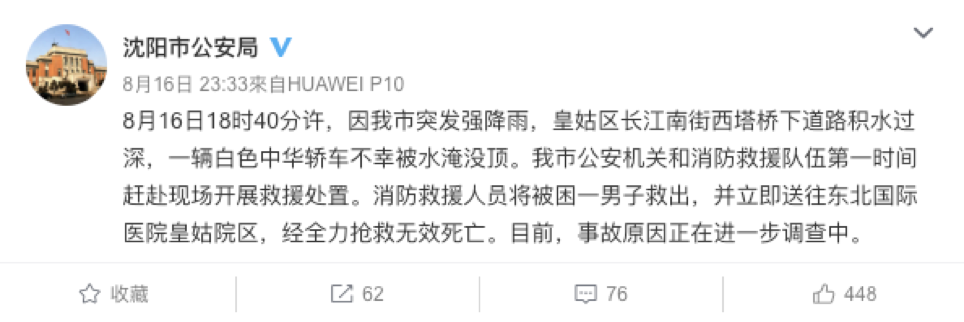 沈阳市公安局
8月16日 23:33來自HUAWEI P10
8月16日18时40分许，因我市突发强降雨，皇姑区长江南街西塔桥下道路积水过
深，一辆白色中华轿车不幸被水淹没顶。我市公安机关和消防救援队伍第一时间
赶赴现场开展救援处置。消防救援人员将被困一男子救出，并立即送往东北国际
医院皇姑院区，经全力抢救无效死亡。目前，事故原因正在进一步调查中。
收藏 62 76 448